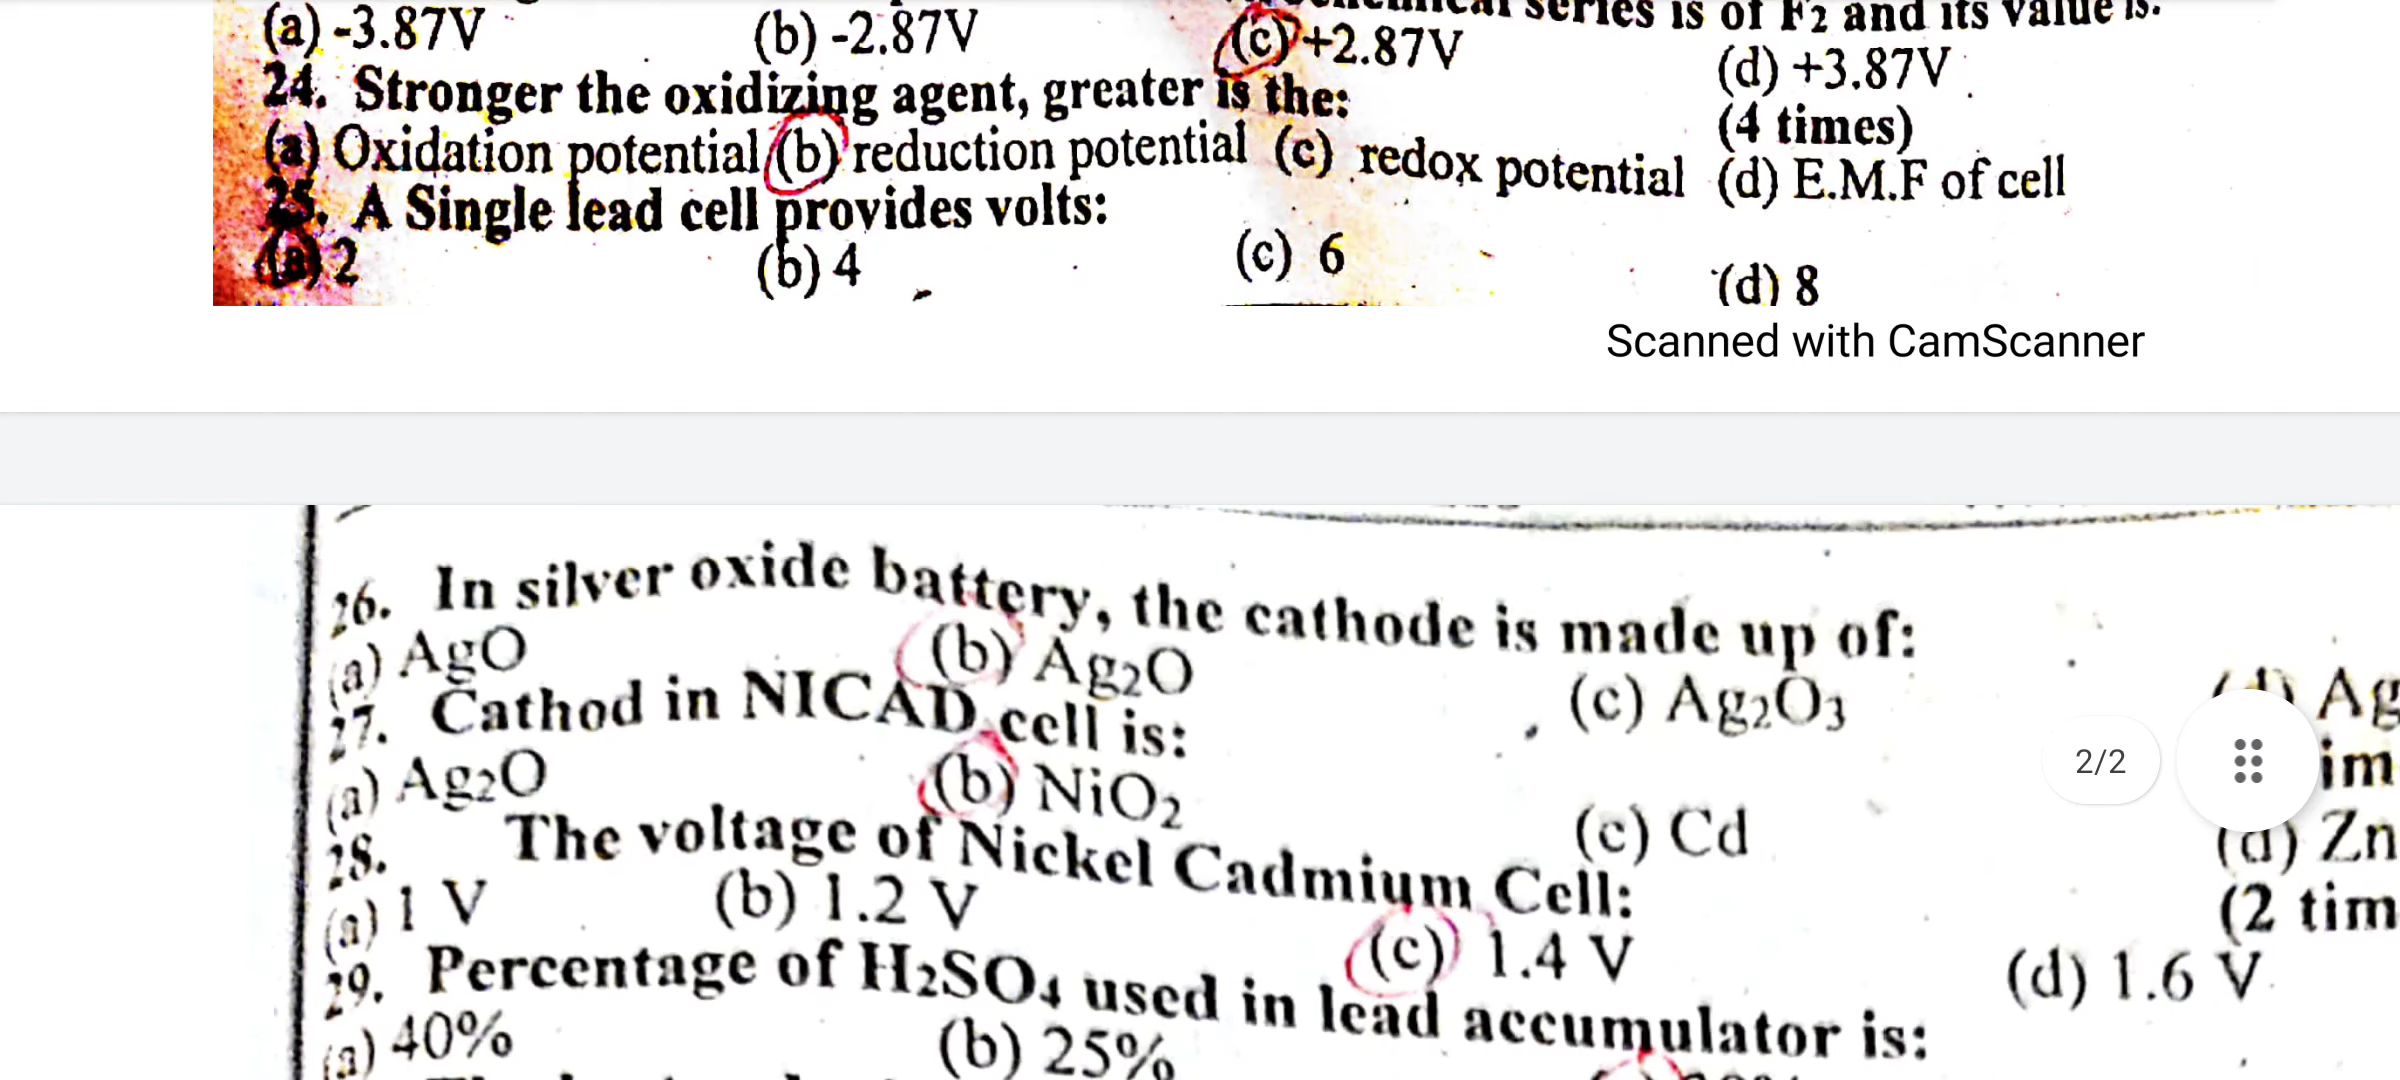 series is of F2 and its value is:
(a) -3.87V (b) -2.87V (c) +2.87V (d) +3.87V
24. Stronger the oxidizing agent, greater is the: (4 times)
(a) Oxidation potential (b) reduction potential (c) redox potential (d) E.M.F of cell
25. A Single lead cell provides volts:
(a) 2 (b) 4 (c) 6 (d) 8
Scanned with CamScanner
26. In silver oxide battery, the cathode is made up of:
(a) AgO (b) Ag2O (c) Ag2O3 (d) Ag
27. Cathod in NICAD cell is:
(a) Ag2O (b) NiO2 (c) Cd (d) Zn
28. The voltage of Nickel Cadmium Cell: (2 tim
(a) 1 V (b) 1.2 V (c) 1.4 V (d) 1.6 V
29. Percentage of H2SO4 used in lead accumulator is:
(a) 40% (b) 25%
2/2